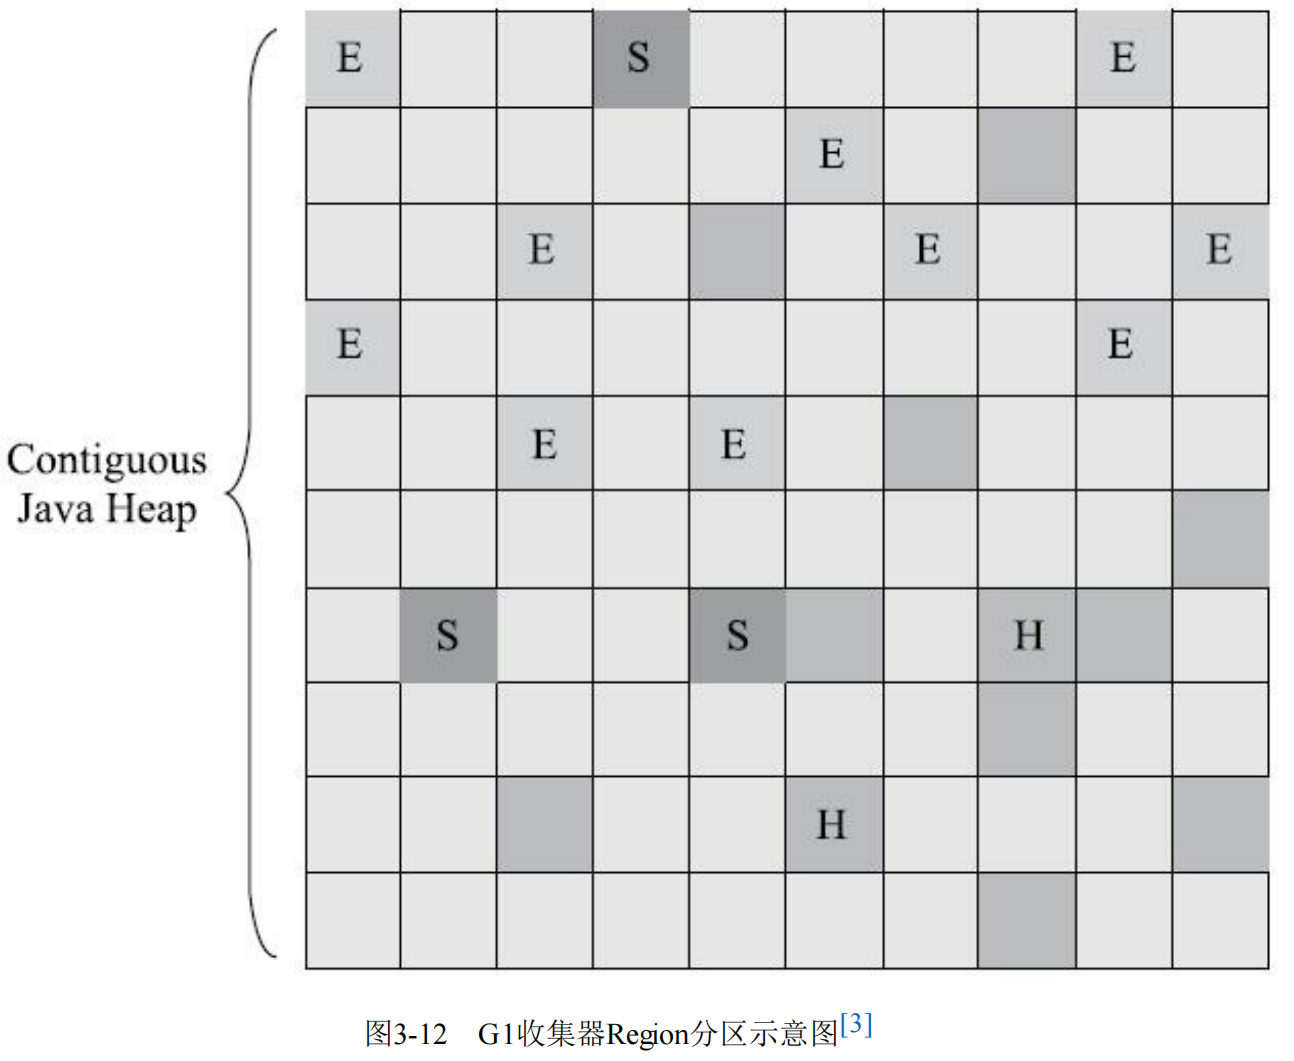 E S E
E
E E E
E E
E E
Contiguous
Java Heap
S S H
H
图3-12 G1收集器Region分区示意图[3]